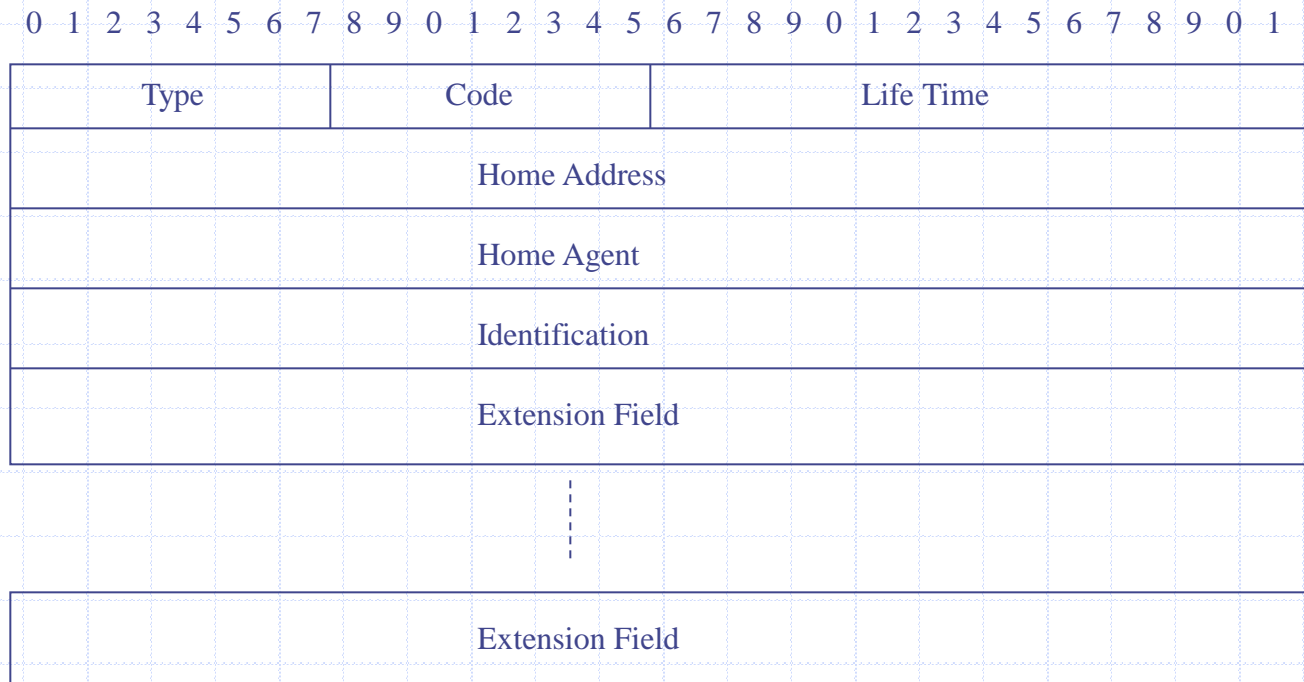 0 1 2 3 4 5 6 7 8 9 0 1 2 3 4 5 6 7 8 9 0 1 2 3 4 5 6 7 8 9 0 1
Type Code Life Time
Home Address
Home Agent
Identification
Extension Field
Extension Field